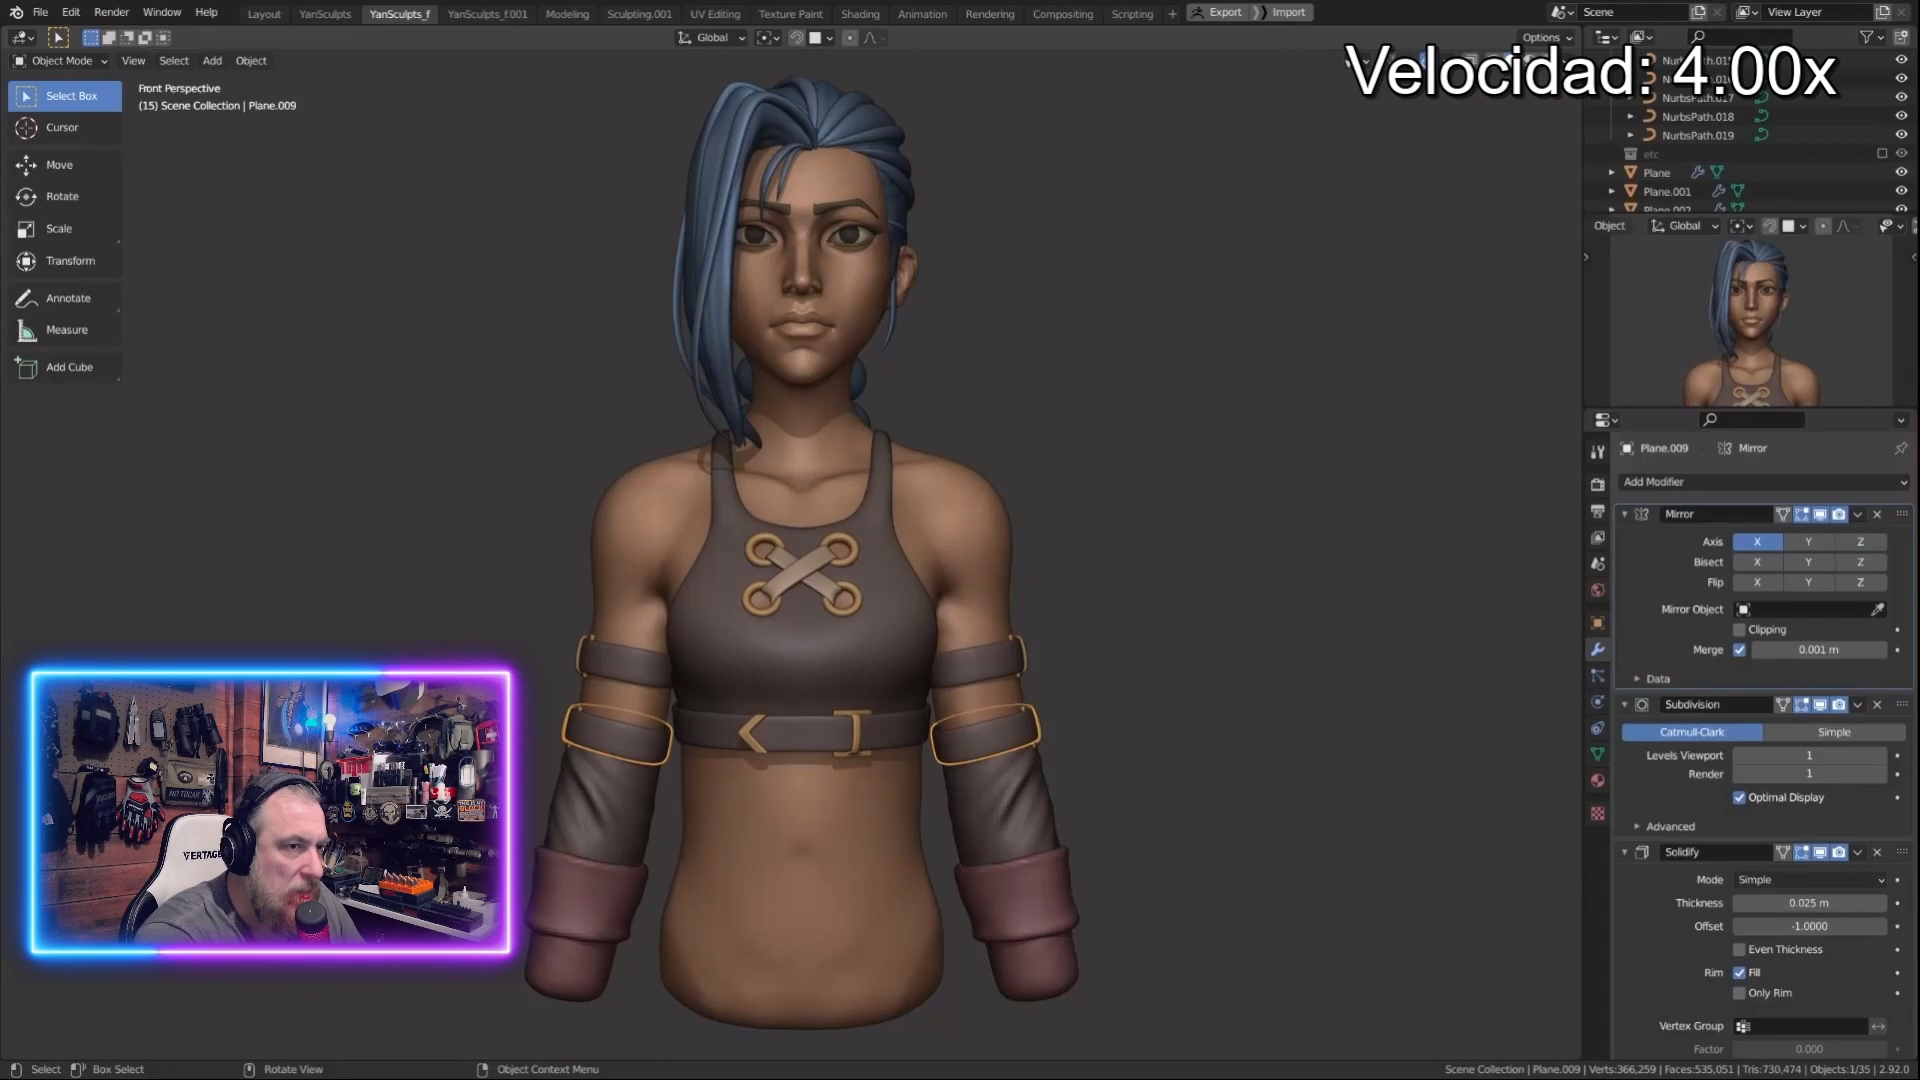 File Edit Render Window Help
Layout YanSculpts YanSculpts_f YanSculpts_f.001 Modeling Sculpting.001 UV Editing Texture Paint Shading Animation Rendering Compositing Scripting + Export Import
Scene View Layer
Global Options
Object Mode View Select Add Object
Velocidad: 4.00x
Select Box
Cursor
Move
Rotate
Scale
Transform
Annotate
Measure
Add Cube
Front Perspective
(15) Scene Collection | Plane.009
NurbsPath.017
NurbsPath.018
NurbsPath.019
etc
Plane
Plane.001
Plane.002
Object Global
Plane.009 Mirror
Add Modifier
Mirror
Axis X Y Z
Bisect X Y Z
Flip X Y Z
Mirror Object
Clipping
Merge 0.001 m
Data
Subdivision
Catmull-Clark Simple
Levels Viewport 1
Render 1
Optimal Display
Advanced
Solidify
Mode Simple
Thickness 0.025 m
Offset -1.0000
Even Thickness
Rim Fill
Only Rim
Vertex Group
Factor 0.000
VERTAG
Select Box Select Rotate View Object Context Menu
Scene Collection | Plane.009 | Verts:366,259 | Faces:535,051 | Tris:730,474 | Objects:1/35 | 2.92.0